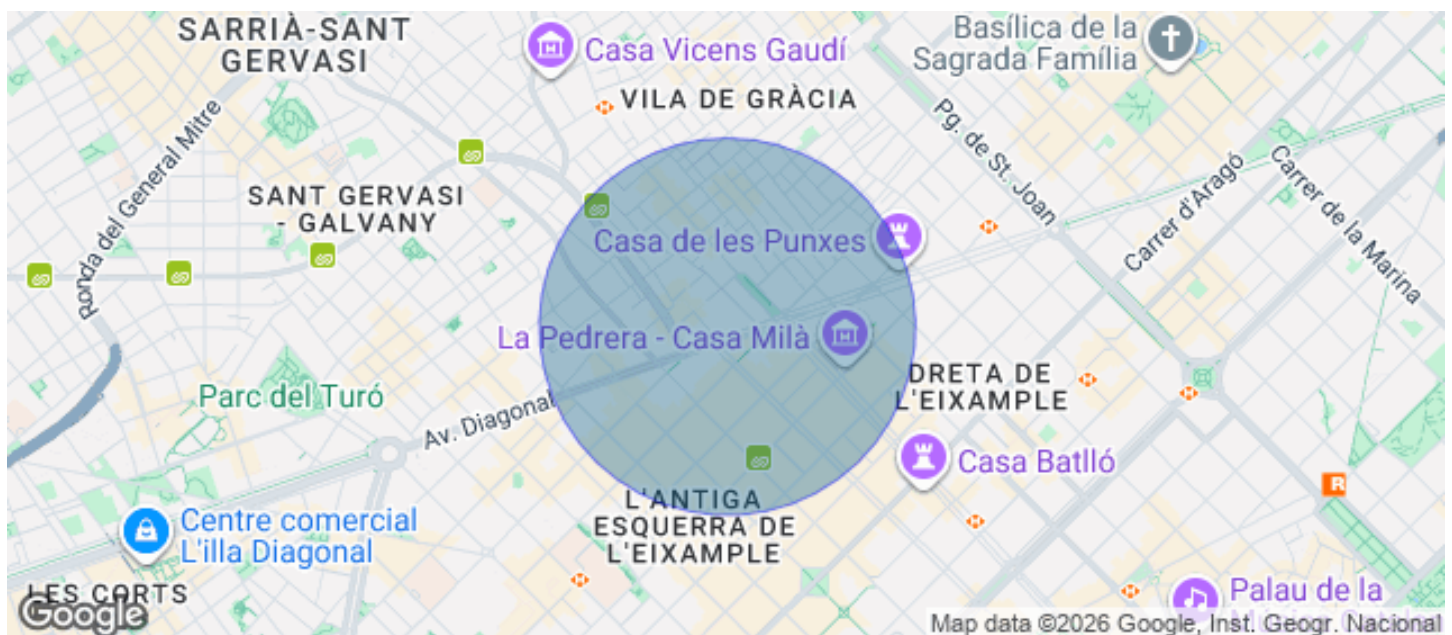 SARRIÀ-SANT
GERVASI
Casa Vicens Gaudí
Basílica de la
Sagrada Família
VILA DE GRÀCIA
Ronda del General Mitre
Pg. de St. Joan
Carrer d'Aragó
Carrer de la Marina
SANT GERVASI
- GALVANY
Casa de les Punxes
La Pedrera - Casa Milà
DRETA DE
L'EIXAMPLE
Parc del Turó
Av. Diagonal
Casa Batlló
L'ANTIGA
ESQUERRA DE
L'EIXAMPLE
R
Centre comercial
L'illa Diagonal
LES CORTS
Palau de la
Google
Map data ©2026 Google, Inst. Geogr. Nacional